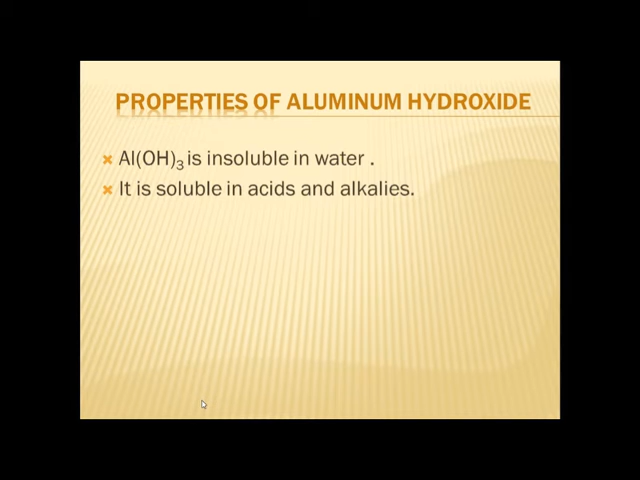 PROPERTIES OF ALUMINUM HYDROXIDE
Al(OH)₃ is insoluble in water .
It is soluble in acids and alkalies.